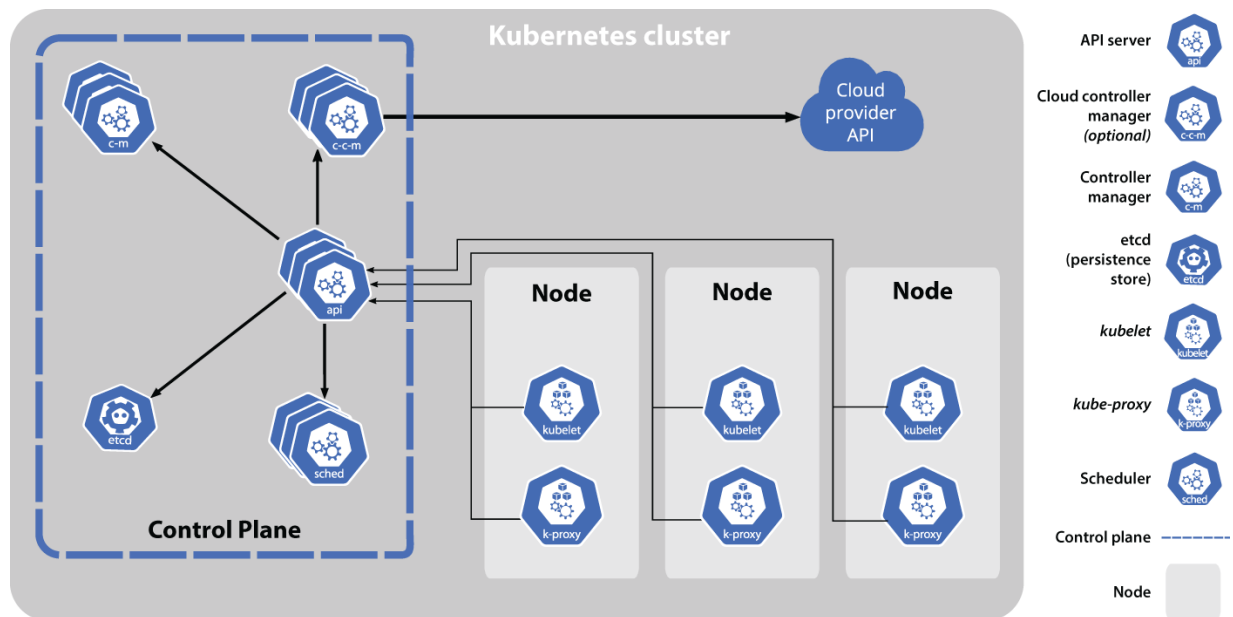 Kubernetes cluster
c-m
c-c-m
Cloud
provider
API
api
etcd
sched
Control Plane
Node
kubelet
k-proxy
Node
kubelet
k-proxy
Node
kubelet
k-proxy
API server
api
Cloud controller
manager
(optional)
c-c-m
Controller
manager
c-m
etcd
(persistence
store)
etcd
kubelet
kubelet
kube-proxy
k-proxy
Scheduler
sched
Control plane
Node